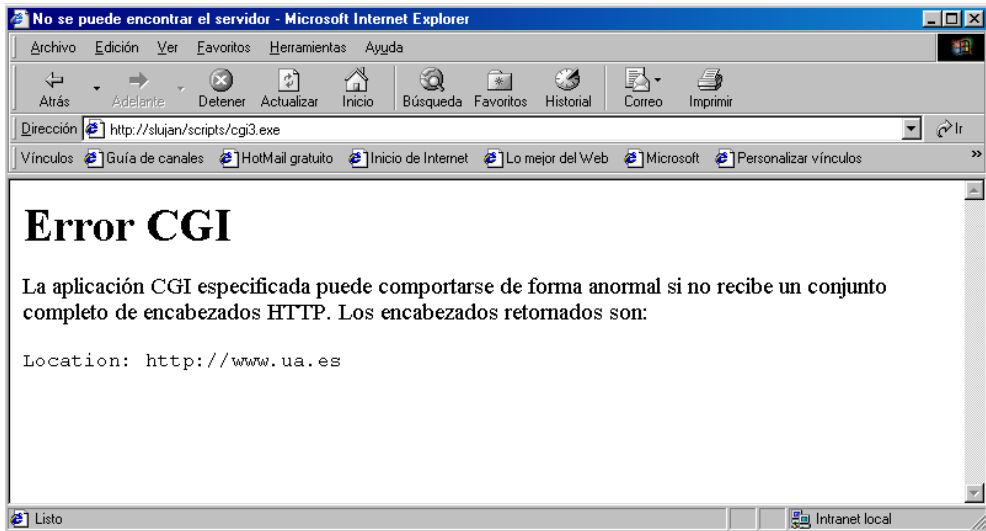 No se puede encontrar el servidor - Microsoft Internet Explorer
Archivo Edición Ver Favoritos Herramientas Ayuda
Atrás Adelante Detener Actualizar Inicio Búsqueda Favoritos Historial Correo Imprimir
Dirección http://slujan/scripts/cgi3.exe Ir
Vínculos Guía de canales HotMail gratuito Inicio de Internet Lo mejor del Web Microsoft Personalizar vínculos »
Error CGI
La aplicación CGI especificada puede comportarse de forma anormal si no recibe un conjunto
completo de encabezados HTTP. Los encabezados retornados son:
Location: http://www.ua.es
Listo Intranet local